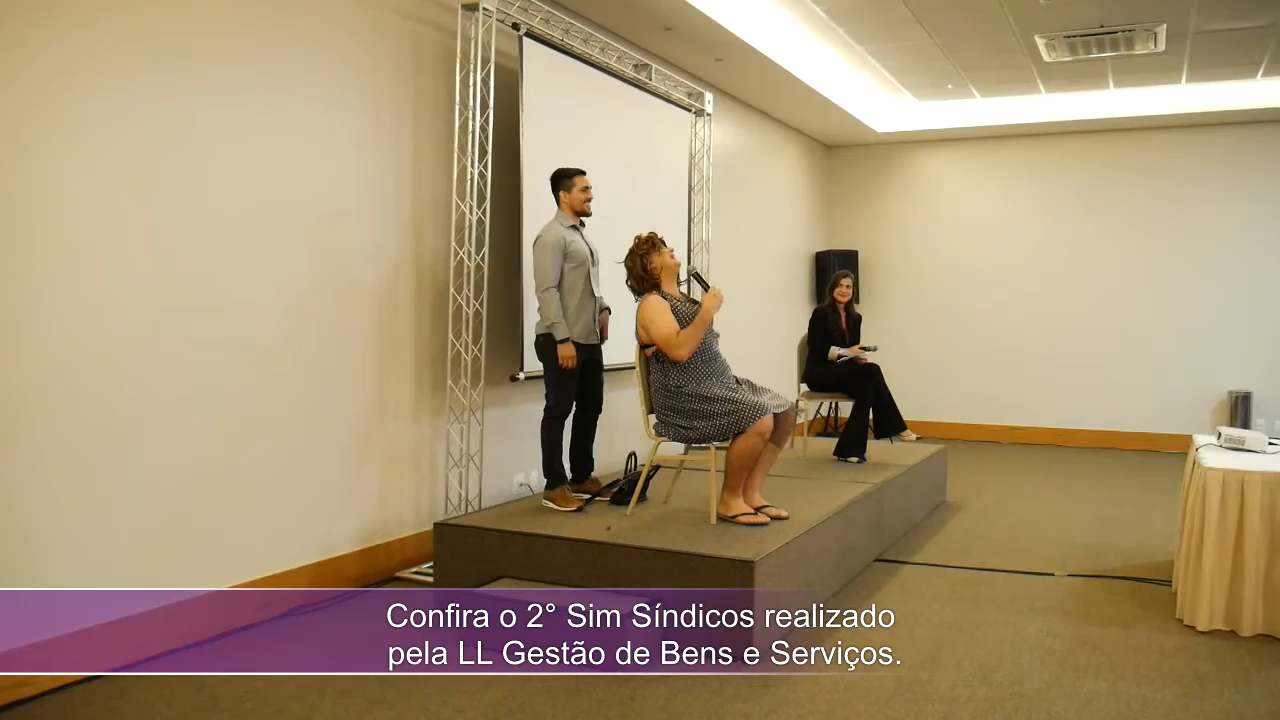 Confira o 2° Sim Síndicos realizado
pela LL Gestão de Bens e Serviços.